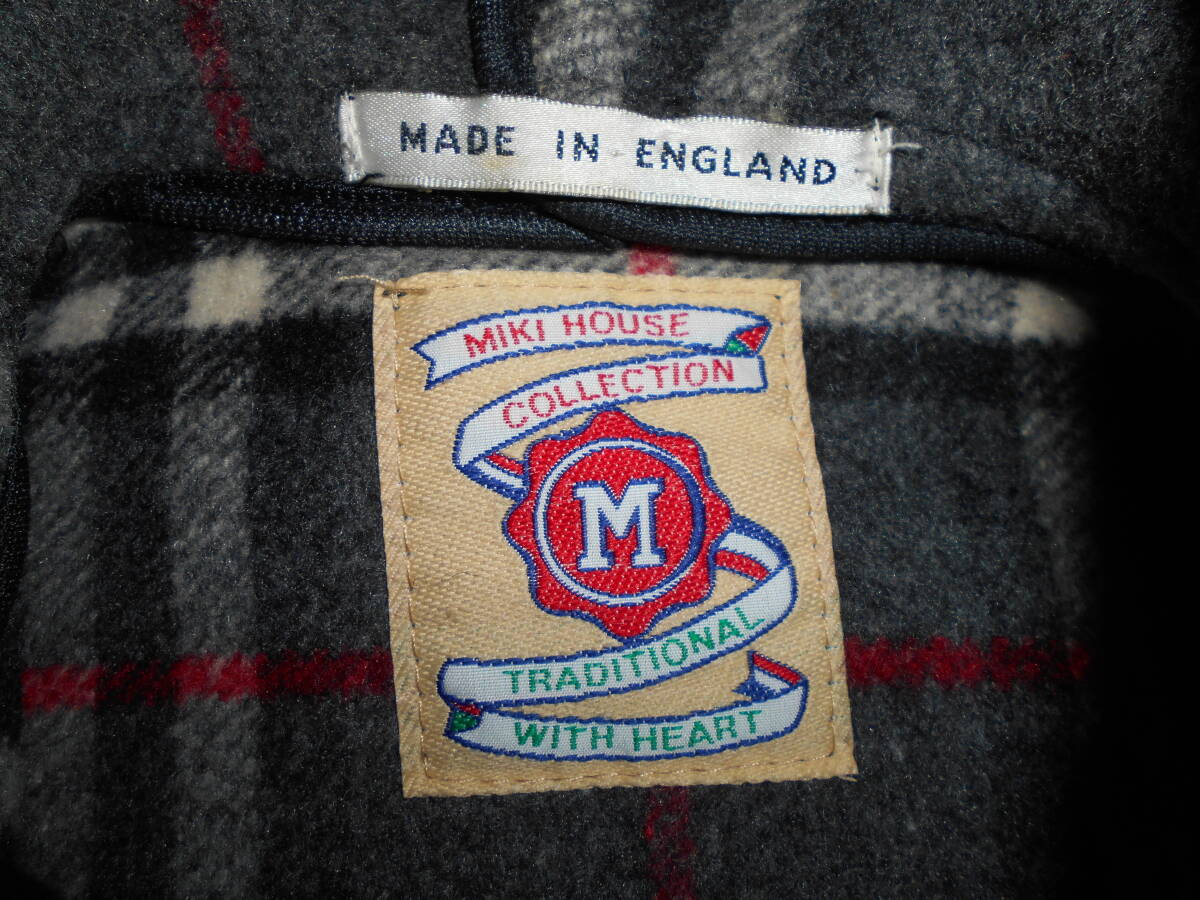 MADE IN ENGLAND
MIKI HOUSE
COLLECTION
M
TRADITIONAL
WITH HEART